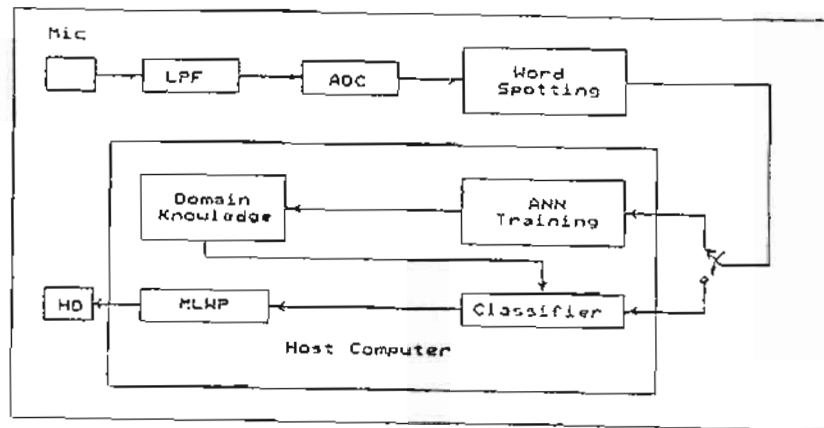 Mic
LPF
ADC
Word
Spotting
Domain
Knowledge
ANN
Training
HD
MLWP
Classifier
Host Computer